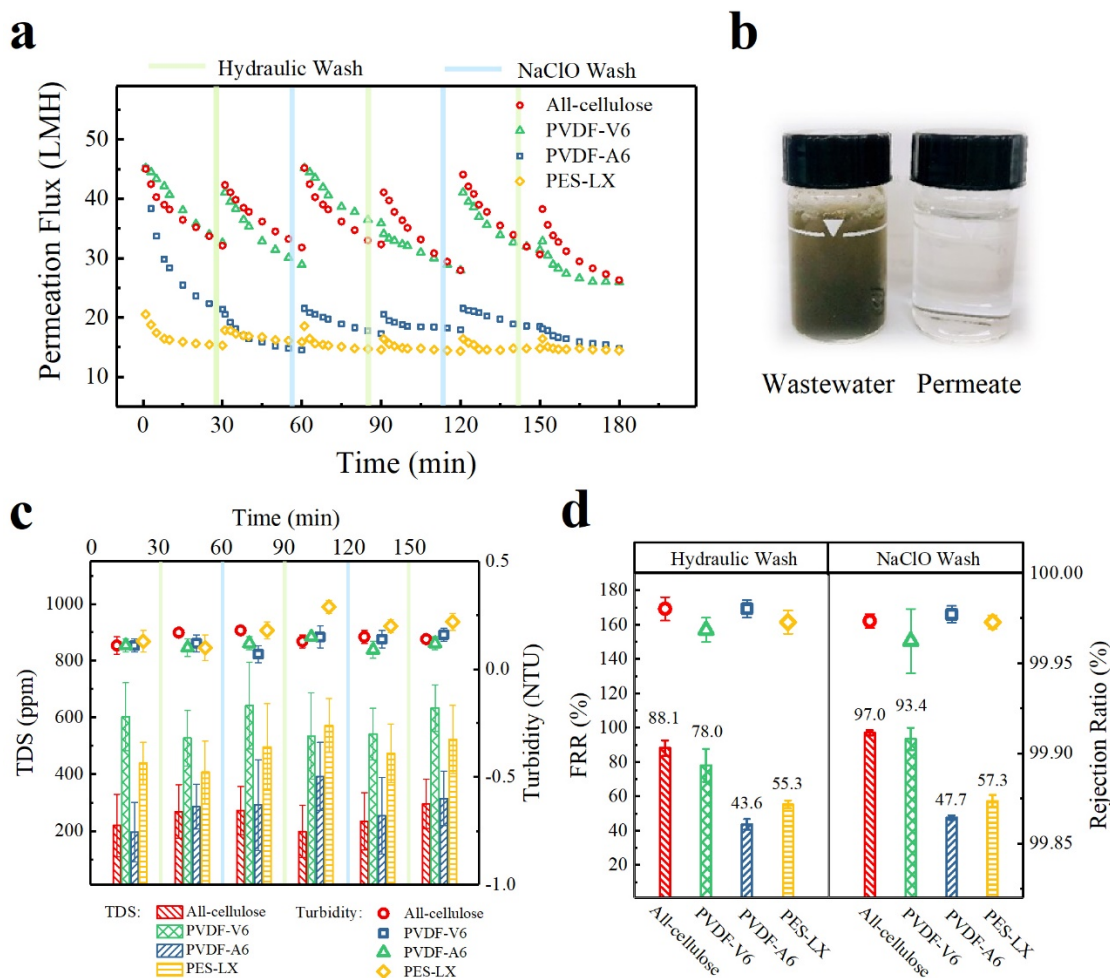 a
Hydraulic Wash
NaClO Wash
Permeation Flux (LMH)
50
40
30
20
10
All-cellulose
PVDF-V6
PVDF-A6
PES-LX
0
30
60
90
120
150
180
Time (min)
b
Wastewater
Permeate
c
Time (min)
0
30
60
90
120
150
TDS (ppm)
1000
800
600
400
200
0.5
0.0
-0.5
-1.0
Turbidity (NTU)
TDS:
All-cellulose
PVDF-V6
PVDF-A6
PES-LX
Turbidity:
All-cellulose
PVDF-V6
PVDF-A6
PES-LX
d
Hydraulic Wash
NaClO Wash
FRR (%)
180
160
140
120
100
80
60
40
20
88.1
78.0
43.6
55.3
97.0
93.4
47.7
57.3
100.00
99.95
99.90
99.85
Rejection Ratio (%)
All-cellulose
PVDF-V6
PVDF-A6
PES-LX
All-cellulose
PVDF-V6
PVDF-A6
PES-LX